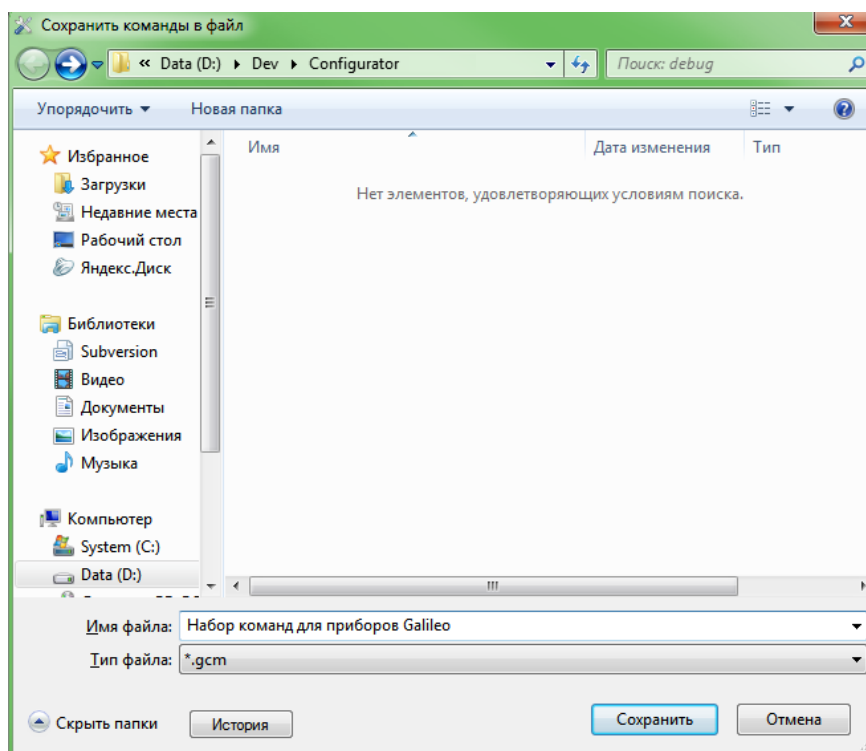 Сохранить команды в файл
« Data (D:) Dev Configurator Поиск: debug
Упорядочить Новая папка
Имя Дата изменения Тип
Нет элементов, удовлетворяющих условиям поиска.
Избранное
Загрузки
Недавние места
Рабочий стол
Яндекс.Диск
Библиотеки
Subversion
Видео
Документы
Изображения
Музыка
Компьютер
System (C:)
Data (D:)
Имя файла: Набор команд для приборов Galileo
Тип файла: *.gcm
Скрыть папки История Сохранить Отмена